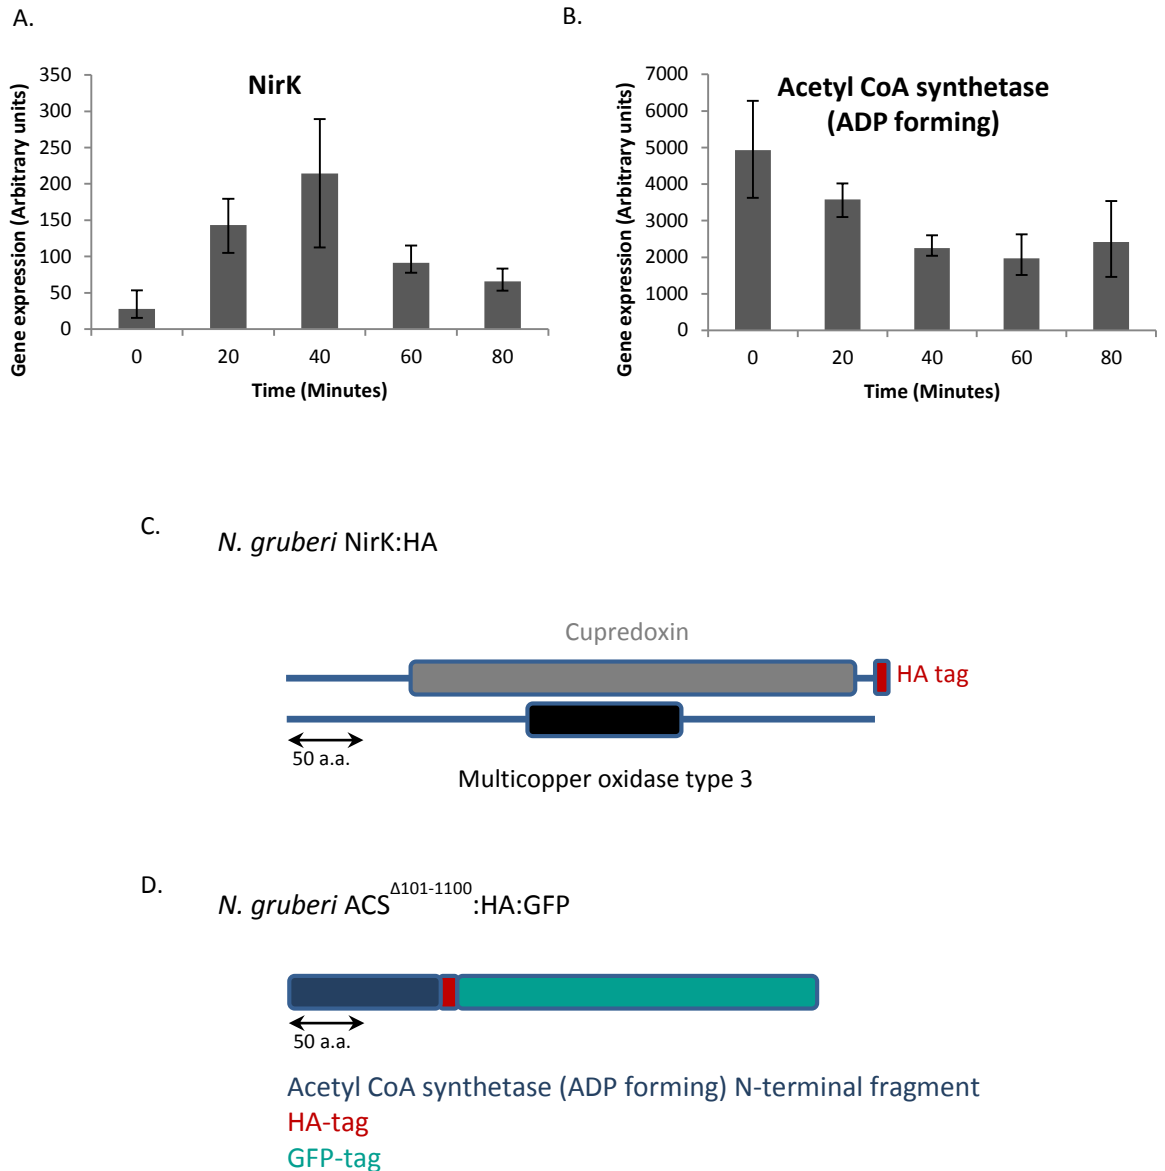 A.
NirK
Gene expression (Arbitrary units)
350
300
250
200
150
100
50
0
0 20 40 60 80
Time (Minutes)
B.
Acetyl CoA synthetase
(ADP forming)
Gene expression (Arbitrary units)
7000
6000
5000
4000
3000
2000
1000
0
0 20 40 60 80
Time (Minutes)
C.
N. gruberi NirK:HA
Cupredoxin
HA tag
50 a.a.
Multicopper oxidase type 3
D.
N. gruberi ACS^Δ101-1100:HA:GFP
50 a.a.
Acetyl CoA synthetase (ADP forming) N-terminal fragment
HA-tag
GFP-tag